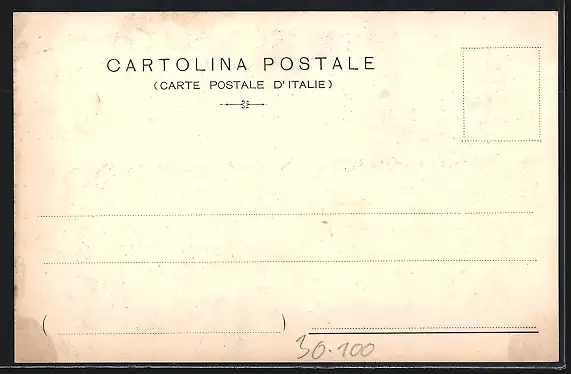 CARTOLINA POSTALE
(CARTE POSTALE D'ITALIE)
( )
30.100